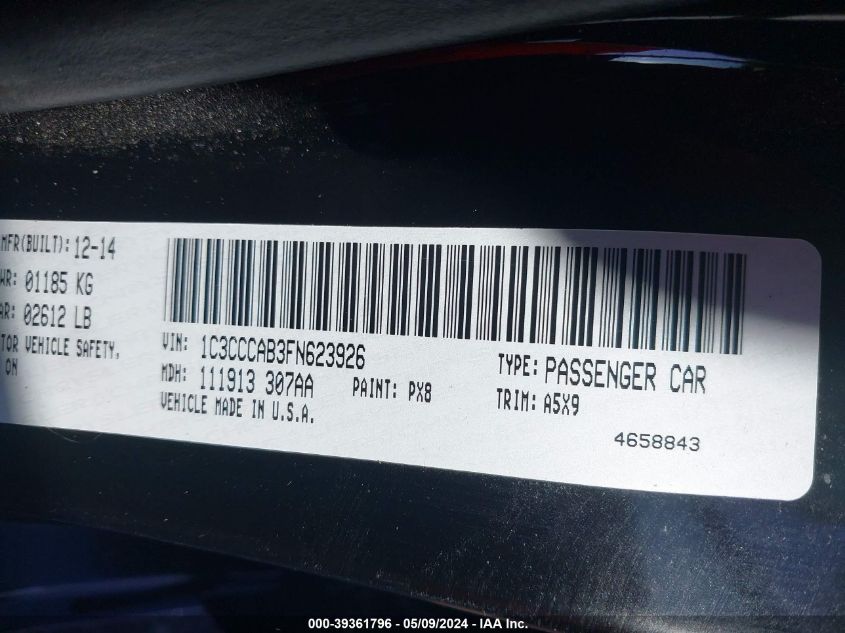 MFR(BUILT): 12-14
WR: 01185 KG
AR: 02612 LB
TOR VEHICLE SAFETY,
ON
VIN: 1C3CCCAB3FN623926
MDH: 111913 307AA
PAINT: PX8
VEHICLE MADE IN U.S.A.
TYPE: PASSENGER CAR
TRIM: A5X9
4658843
000-39361796 - 05/09/2024 - IAA Inc.